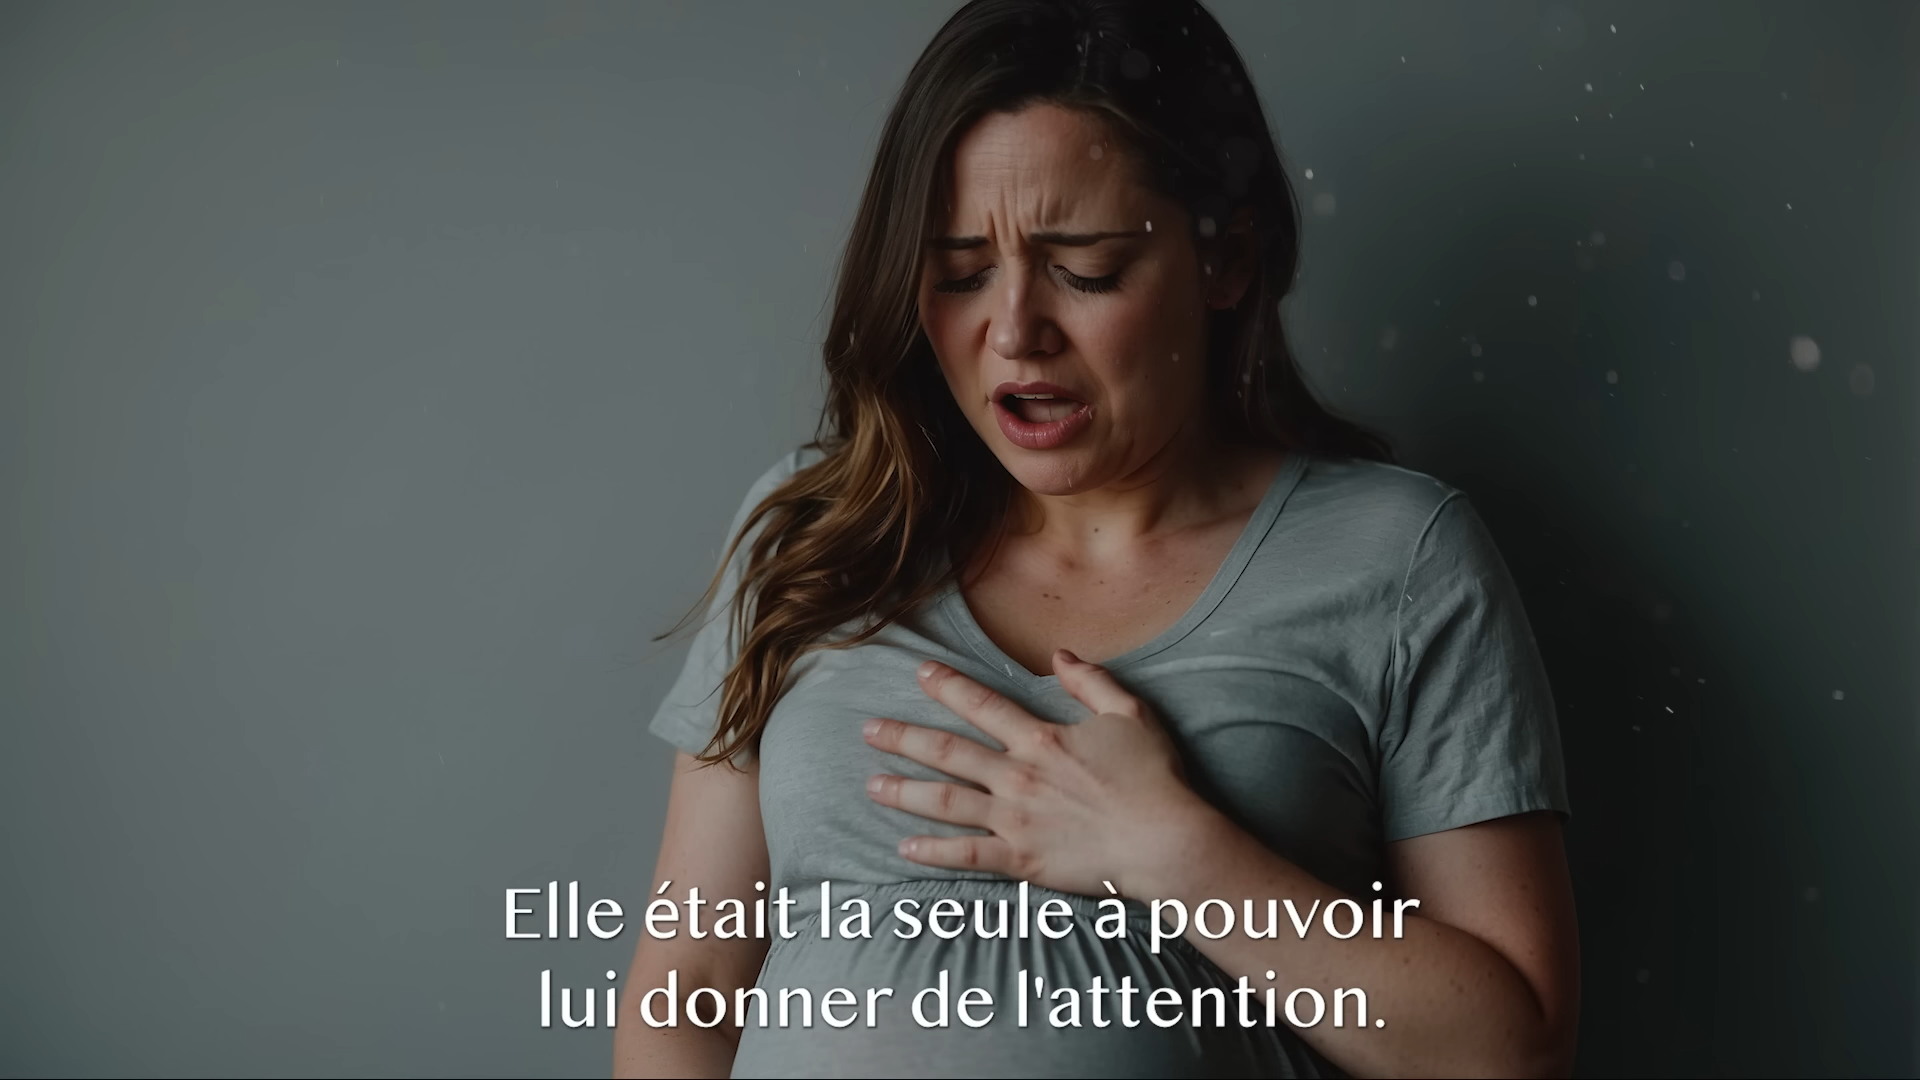 Elle était la seule à pouvoir
lui donner de l'attention.